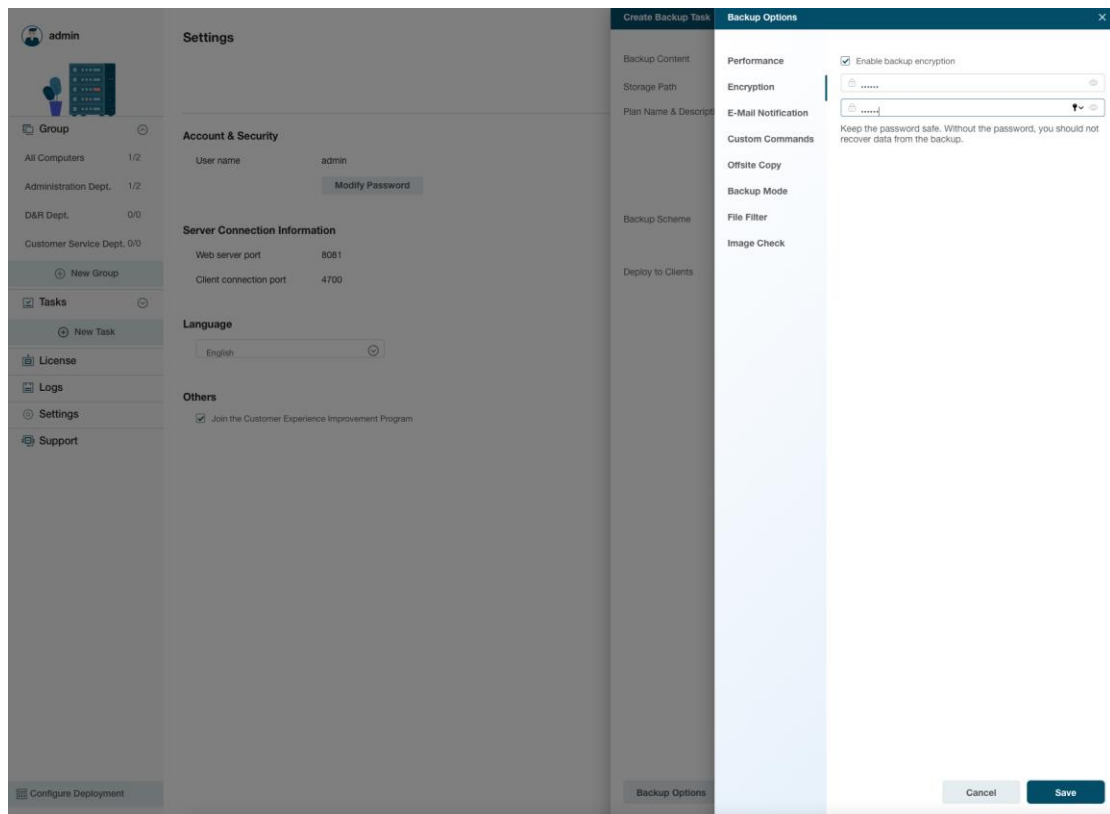 admin
Group
All Computers 1/2
Administration Dept. 1/2
D&R Dept. 0/0
Customer Service Dept. 0/0
New Group
Tasks
New Task
License
Logs
Settings
Support
Configure Deployment
Settings
Account & Security
User name admin
Modify Password
Server Connection Information
Web server port 8081
Client connection port 4700
Language
English
Others
Join the Customer Experience Improvement Program
Create Backup Task
Backup Content
Storage Path
Plan Name & Descripti
Backup Scheme
Deploy to Clients
Backup Options
Backup Options
Performance
Encryption
E-Mail Notification
Custom Commands
Offsite Copy
Backup Mode
File Filter
Image Check
Enable backup encryption
Keep the password safe. Without the password, you should not
recover data from the backup.
Cancel
Save